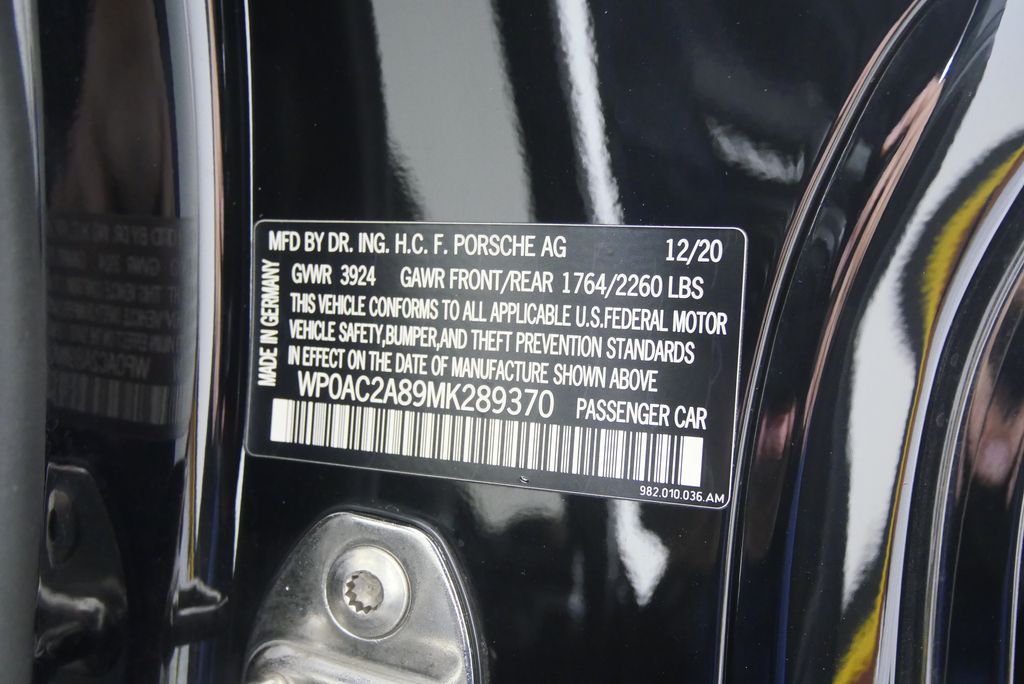 MFD BY DR. ING. H.C. F. PORSCHE AG 12/20
GVWR 3924 GAWR FRONT/REAR 1764/2260 LBS
THIS VEHICLE CONFORMS TO ALL APPLICABLE U.S.FEDERAL MOTOR
VEHICLE SAFETY,BUMPER,AND THEFT PREVENTION STANDARDS
IN EFFECT ON THE DATE OF MANUFACTURE SHOWN ABOVE
WP0AC2A89MK289370 PASSENGER CAR
MADE IN GERMANY
982.010.036.AM